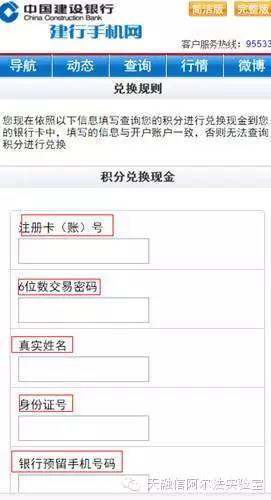 中国建设银行
China Construction Bank
简洁版 完整版
建行手机网
客户服务热线：95533
导航 动态 查询 行情 微博
兑换规则
您现在依照以下信息填写查询您的积分进行兑换现金到您
的银行卡中，填写的信息与开户账户一致，否则无法查询
积分进行兑换
积分兑换现金
注册卡（账）号
6位数交易密码
真实姓名
身份证号
银行预留手机号码
天融信阿尔法实验室